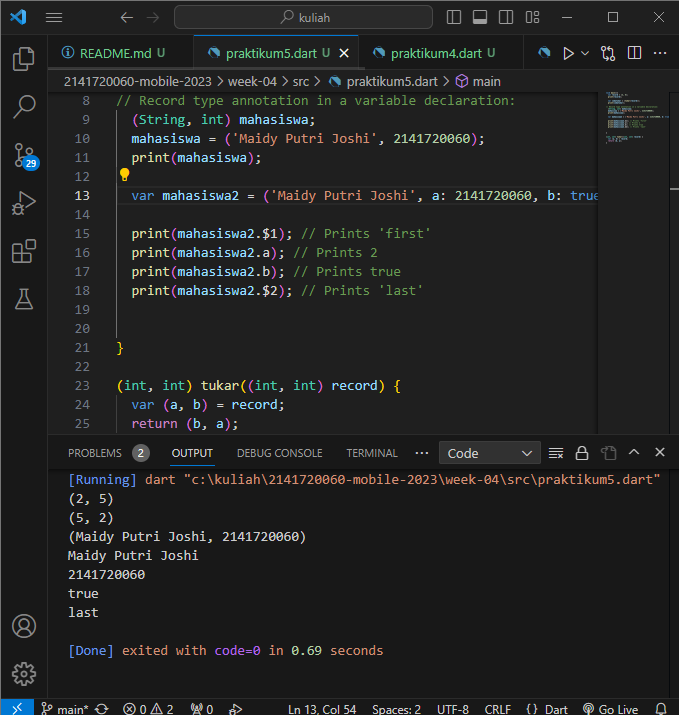 kuliah
README.md U praktikum5.dart U praktikum4.dart U
2141720060-mobile-2023 > week-04 > src > praktikum5.dart > main
8 // Record type annotation in a variable declaration:
9 (String, int) mahasiswa;
10 mahasiswa = ('Maidy Putri Joshi', 2141720060);
11 print(mahasiswa);
12
13 var mahasiswa2 = ('Maidy Putri Joshi', a: 2141720060, b: true
14
15 print(mahasiswa2.$1); // Prints 'first'
16 print(mahasiswa2.a); // Prints 2
17 print(mahasiswa2.b); // Prints true
18 print(mahasiswa2.$2); // Prints 'last'
19
20
21 }
22
23 (int, int) tukar((int, int) record) {
24 var (a, b) = record;
25 return (b, a);
29
PROBLEMS 2 OUTPUT DEBUG CONSOLE TERMINAL ··· Code
[Running] dart "c:\kuliah\2141720060-mobile-2023\week-04\src\praktikum5.dart"
(2, 5)
(5, 2)
(Maidy Putri Joshi, 2141720060)
Maidy Putri Joshi
2141720060
true
last
[Done] exited with code=0 in 0.69 seconds
main* 0 2 0 Ln 13, Col 54 Spaces: 2 UTF-8 CRLF {} Dart Go Live